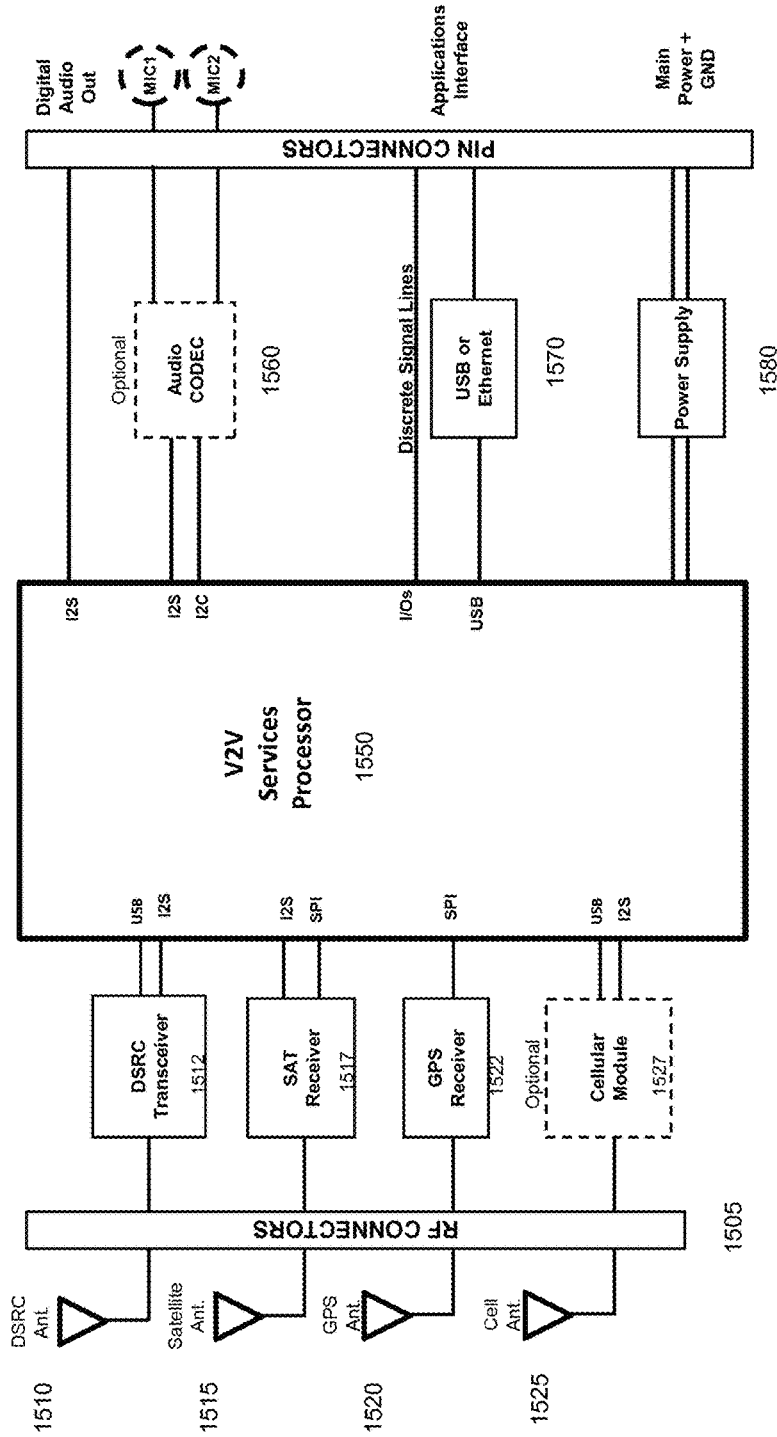 1510
DSRC
Ant.
1515
Satellite
Ant.
1520
GPS
Ant.
1525
Cell
Ant.
RF CONNECTORS
1505
DSRC
Transceiver
1512
SAT
Receiver
1517
GPS
Receiver
1522
Optional
Cellular
Module
1527
USB
I2S
I2S
SPI
SPI
USB
I2S
V2V
Services
Processor
1550
I2S
I2S
I2C
I/Os
USB
Optional
Audio
CODEC
1560
Discrete Signal Lines
USB or
Ethernet
1570
Power Supply
1580
PIN CONNECTORS
Digital
Audio
Out
MIC1
MIC2
Applications
Interface
Main
Power +
GND